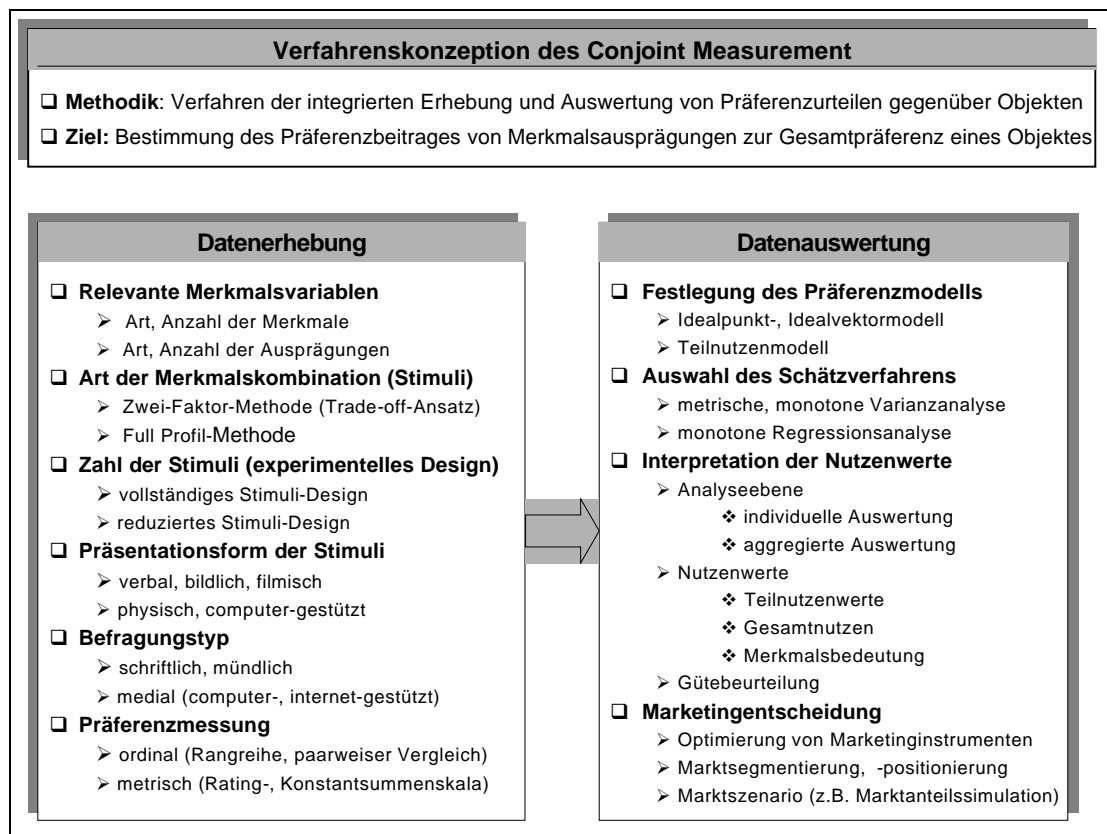 Verfahrenskonzeption des Conjoint Measurement
❑ Methodik: Verfahren der integrierten Erhebung und Auswertung von Präferenzurteilen gegenüber Objekten
❑ Ziel: Bestimmung des Präferenzbeitrages von Merkmalsausprägungen zur Gesamtpräferenz eines Objektes
Datenerhebung
❑ Relevante Merkmalsvariablen
➢ Art, Anzahl der Merkmale
➢ Art, Anzahl der Ausprägungen
❑ Art der Merkmalskombination (Stimuli)
➢ Zwei-Faktor-Methode (Trade-off-Ansatz)
➢ Full Profil-Methode
❑ Zahl der Stimuli (experimentelles Design)
➢ vollständiges Stimuli-Design
➢ reduziertes Stimuli-Design
❑ Präsentationsform der Stimuli
➢ verbal, bildlich, filmisch
➢ physisch, computer-gestützt
❑ Befragungstyp
➢ schriftlich, mündlich
➢ medial (computer-, internet-gestützt)
❑ Präferenzmessung
➢ ordinal (Rangreihe, paarweiser Vergleich)
➢ metrisch (Rating-, Konstantsummenskala)
Datenauswertung
❑ Festlegung des Präferenzmodells
➢ Idealpunkt-, Idealvektormodell
➢ Teilnutzenmodell
❑ Auswahl des Schätzverfahrens
➢ metrische, monotone Varianzanalyse
➢ monotone Regressionsanalyse
❑ Interpretation der Nutzenwerte
➢ Analyseebene
❖ individuelle Auswertung
❖ aggregierte Auswertung
➢ Nutzenwerte
❖ Teilnutzenwerte
❖ Gesamtnutzen
❖ Merkmalsbedeutung
➢ Gütebeurteilung
❑ Marketingentscheidung
➢ Optimierung von Marketinginstrumenten
➢ Marktsegmentierung, -positionierung
➢ Marktszenario (z.B. Marktanteilssimulation)